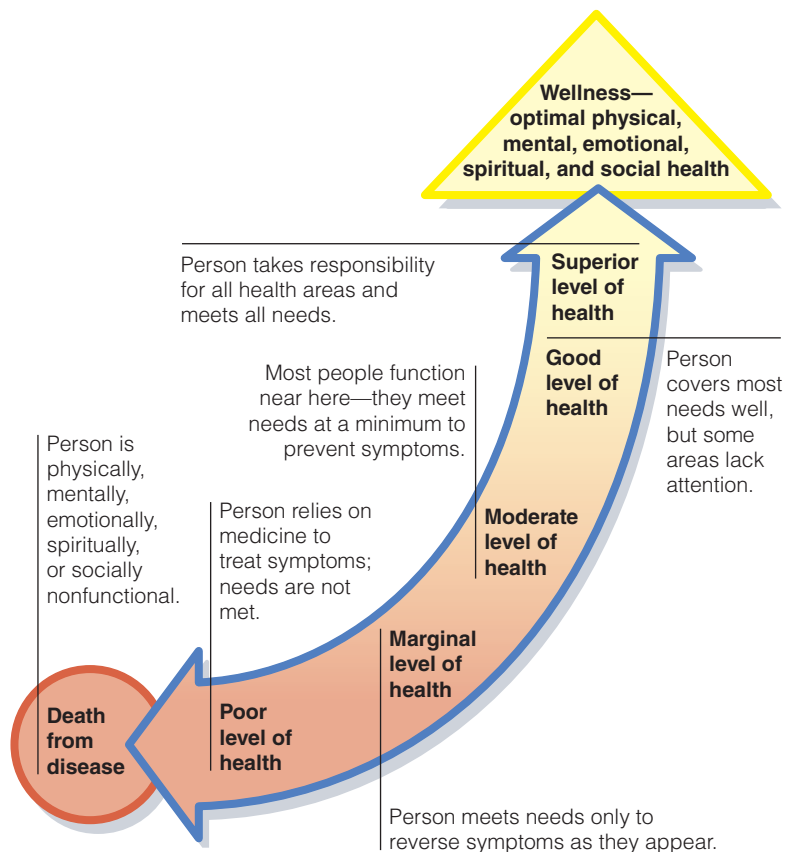 Wellness—
optimal physical,
mental, emotional,
spiritual, and social health
Person takes responsibility
for all health areas and
meets all needs.
Superior
level of
health
Most people function
near here—they meet
needs at a minimum to
prevent symptoms.
Good
level of
health
Person
covers most
needs well,
but some
areas lack
attention.
Person is
physically,
mentally,
emotionally,
spiritually,
or socially
nonfunctional.
Person relies on
medicine to
treat symptoms;
needs are not
met.
Moderate
level of
health
Marginal
level of
health
Death
from
disease
Poor
level of
health
Person meets needs only to
reverse symptoms as they appear.